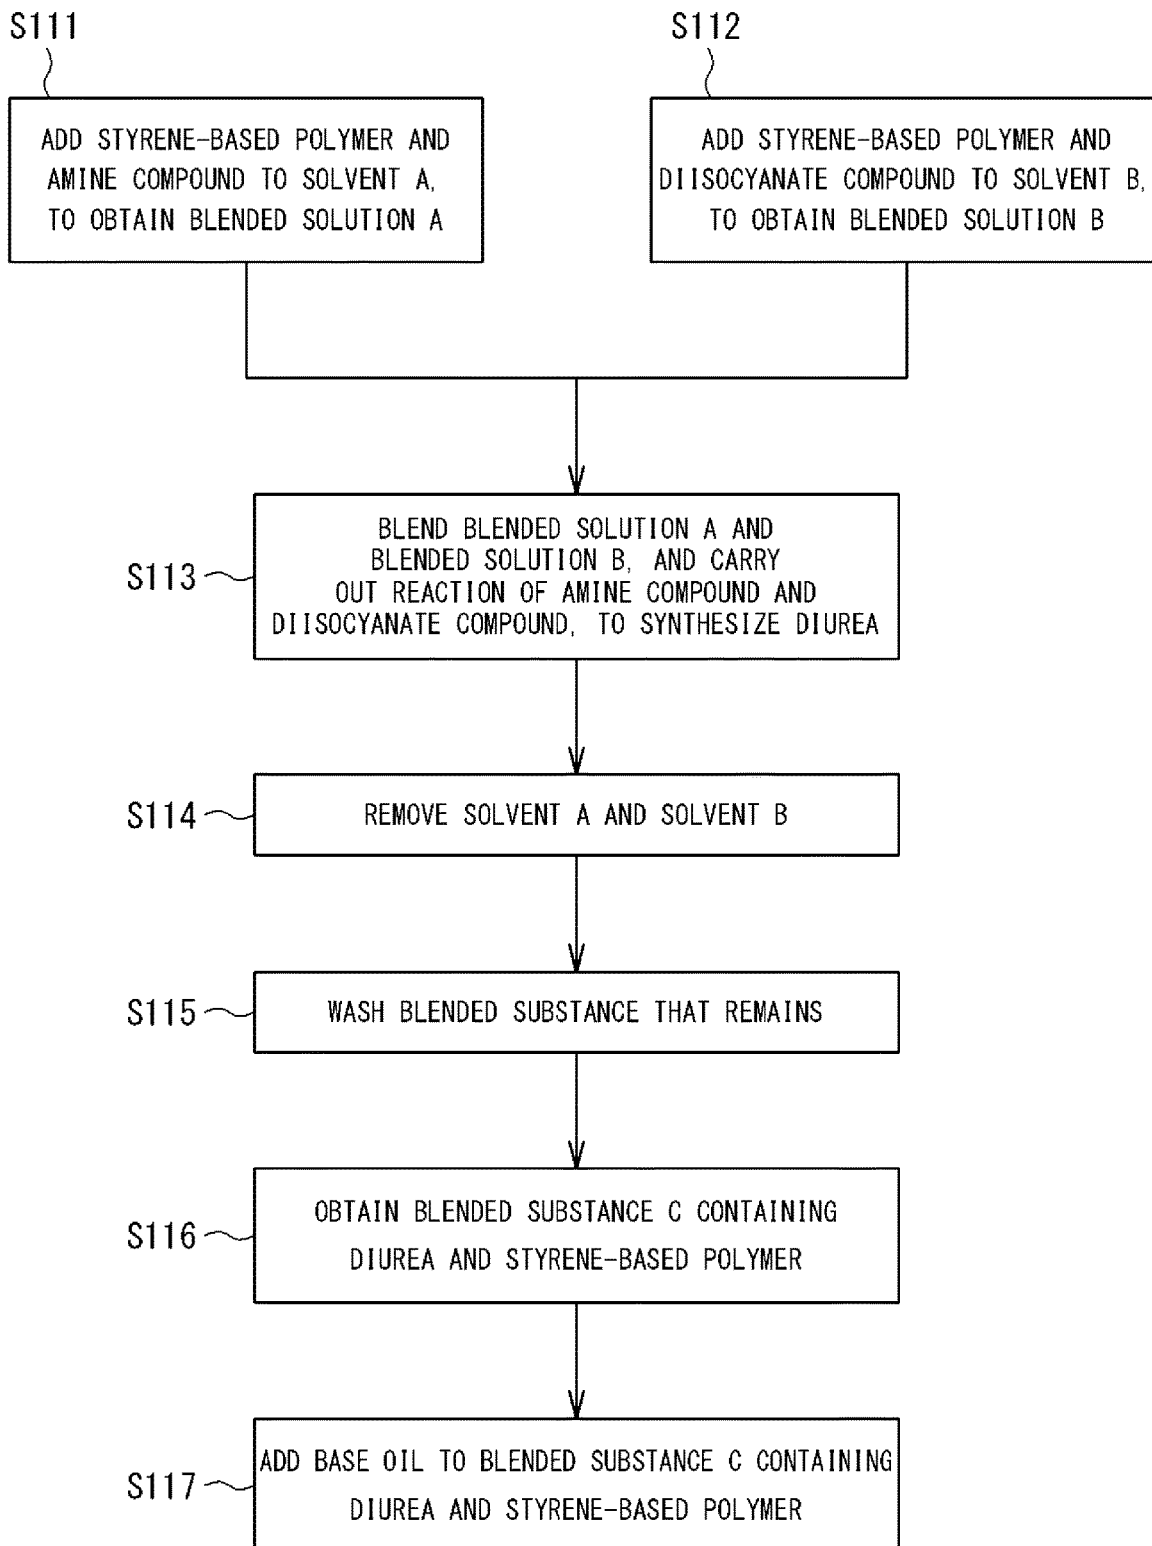 S111
S112
ADD STYRENE-BASED POLYMER AND
AMINE COMPOUND TO SOLVENT A,
TO OBTAIN BLENDED SOLUTION A
ADD STYRENE-BASED POLYMER AND
DIISOCYANATE COMPOUND TO SOLVENT B,
TO OBTAIN BLENDED SOLUTION B
S113
BLEND BLENDED SOLUTION A AND
BLENDED SOLUTION B, AND CARRY
OUT REACTION OF AMINE COMPOUND AND
DIISOCYANATE COMPOUND, TO SYNTHESIZE DIUREA
S114
REMOVE SOLVENT A AND SOLVENT B
S115
WASH BLENDED SUBSTANCE THAT REMAINS
S116
OBTAIN BLENDED SUBSTANCE C CONTAINING
DIUREA AND STYRENE-BASED POLYMER
S117
ADD BASE OIL TO BLENDED SUBSTANCE C CONTAINING
DIUREA AND STYRENE-BASED POLYMER